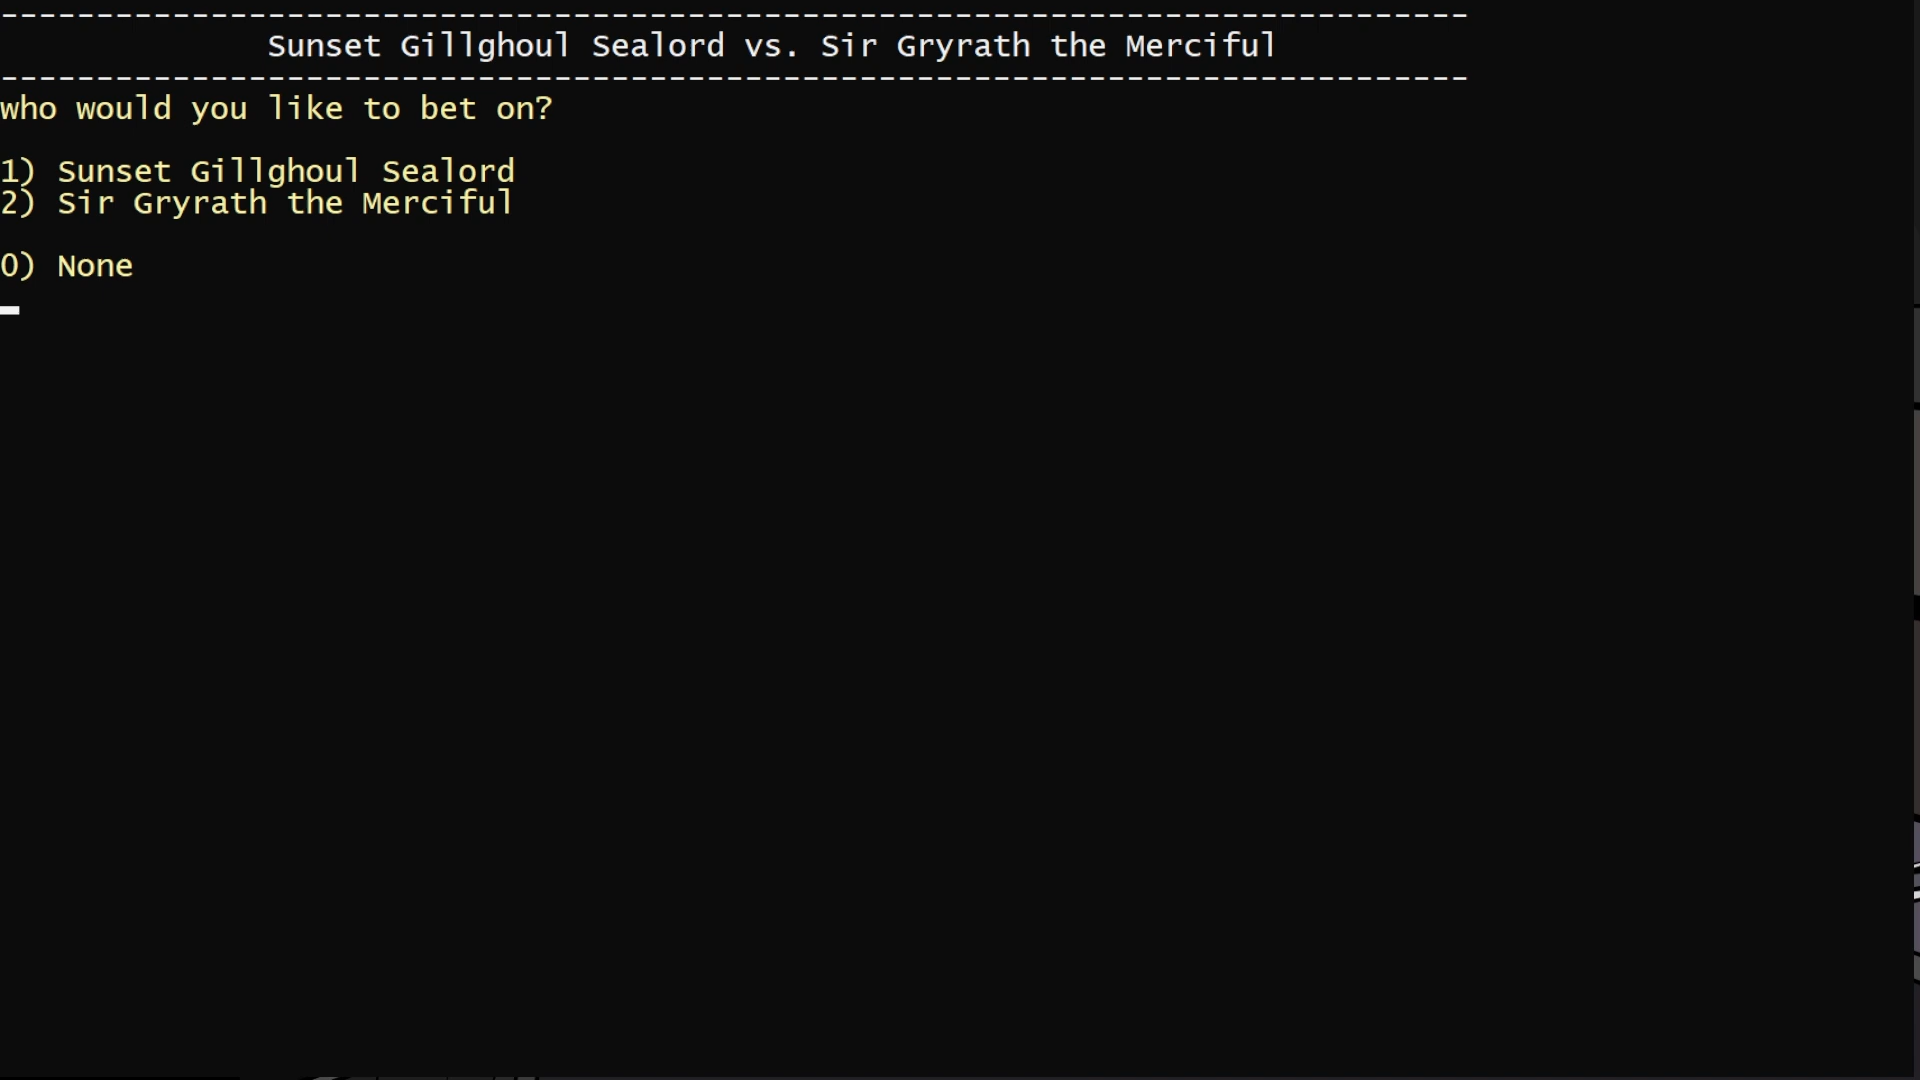 -----------------------------------------------------------------------------
Sunset Gillghoul Sealord vs. Sir Gryrath the Merciful
-----------------------------------------------------------------------------
who would you like to bet on?
1) Sunset Gillghoul Sealord
2) Sir Gryrath the Merciful
0) None